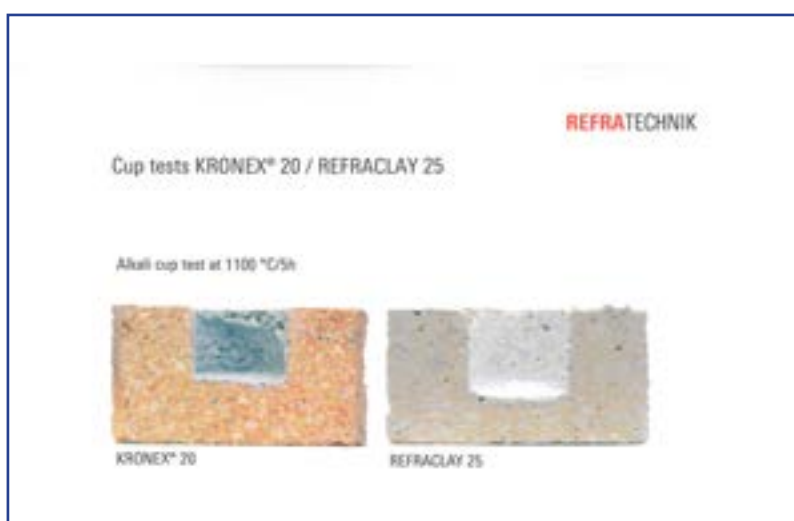 REFRATECHNIK
Cup tests KRONEX® 20 / REFRACLAY 25
Alkali cup test at 1100 °C/5h
KRONEX® 20
REFRACLAY 25